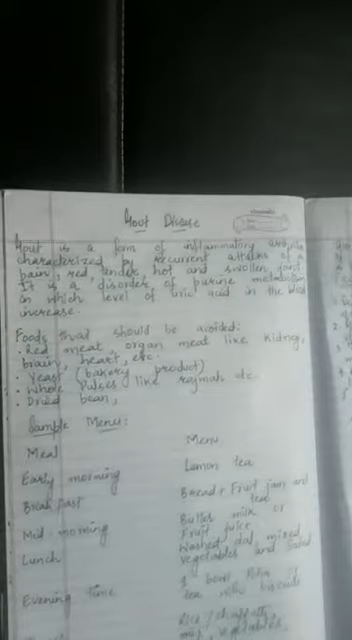 Gout Disease
Gout is a form of inflammatory
characterized by recurrent attacks of a
pain, red, tender, hot and swollen joint.
It is a disorder of purine metabolism
in which level of uric acid in the blood
increase.
Foods that should be avoided:
• Red meat organ meat like kidney,
brain, heart, etc.
• Yeast (bakery product)
• Whole Pulses like rajmah etc.
• Dried bean,
Sample Menu:
Meal Menu
Early morning Lemon tea
Breakfast Bread + Fruit jam and
tea
Mid-morning Butter milk or
Fruit juice
Lunch Washed dal, mixed
vegetables and
Evening time 1 bowl
tea with biscuits
Rice / chappati,
vegetables,